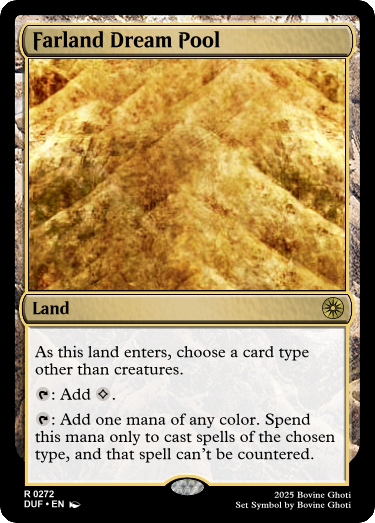 Farland Dream Pool
Land
As this land enters, choose a card type
other than creatures.
: Add .
: Add one mana of any color. Spend
this mana only to cast spells of the chosen
type, and that spell can't be countered.
R 0272
DUF • EN
2025 Bovine Ghoti
Set Symbol by Bovine Ghoti